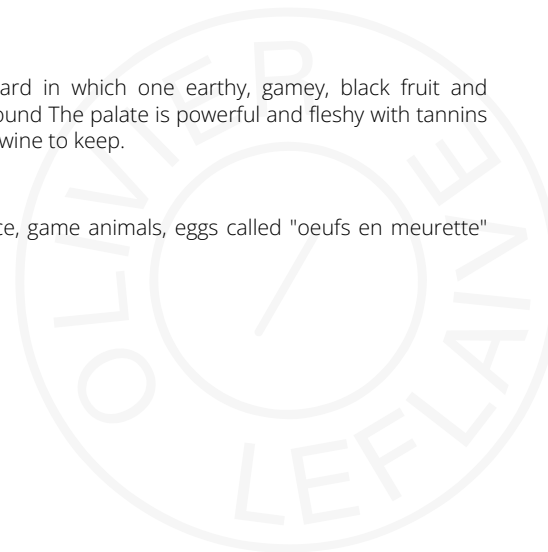 ard in which one earthy, gamey, black fruit and
ound The palate is powerful and fleshy with tannins
wine to keep.
ce, game animals, eggs called "oeufs en meurette"
OLIVIER
LEFLAIVE